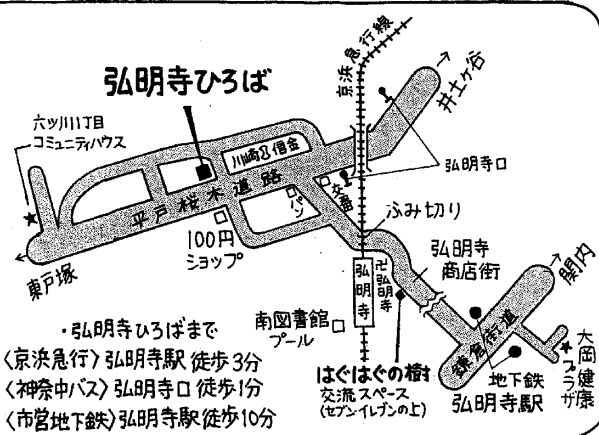 京浜急行線
井土ヶ谷
弘明寺ひろば
六ツ川1丁目
コミュニティハウス
川崎信金
弘明寺口
平戸桜木道路
パン
交番
ふみ切り
100円
ショップ
東戸塚
弘明寺
卍弘明寺
弘明寺
商店街
関内
鎌倉街道
南図書館
プール
はぐはぐの樹
交流スペース
(セブンイレブンの上)
地下鉄
弘明寺駅
大岡健康
プラザ
・弘明寺ひろばまで
〈京浜急行〉弘明寺駅 徒歩3分
〈神奈中バス〉弘明寺口 徒歩1分
〈市営地下鉄〉弘明寺駅 徒歩10分